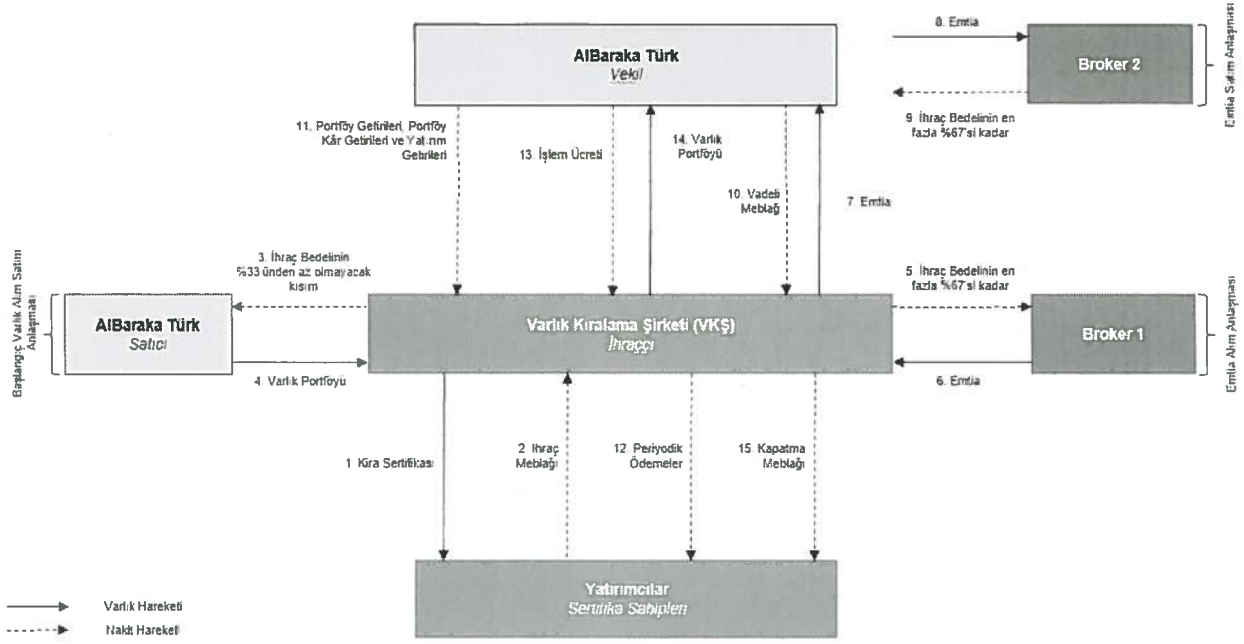 8. Emtia
AlBaraka Türk
Vekil
Broker 2
Emtia Satım Anlaşması
9. İhraç Bedelinin en
fazla %67'si kadar
11. Portföy Getirileri, Portföy
Kâr Getirileri ve Yatırım
Getirileri
13. İşlem Ücreti
14. Varlık
Portföyü
10. Vadeli
Meblağ
7. Emtia
Başlangıç Varlık Alım Satım
Anlaşması
AlBaraka Türk
Satıcı
3. İhraç Bedelinin
%33'ünden az olmayacak
kısım
4. Varlık Portföyü
Varlık Kiralama Şirketi (VKŞ)
İhraççı
5. İhraç Bedelinin en
fazla %67'si kadar
6. Emtia
Broker 1
Emtia Alım Anlaşması
1. Kira Sertifikası
2. İhraç
Meblağı
12. Periyodik
Ödemeler
15. Kapatma
Meblağı
Yatırımcılar
Sertifika Sahipleri
Varlık Hareketi
Nakit Hareketi